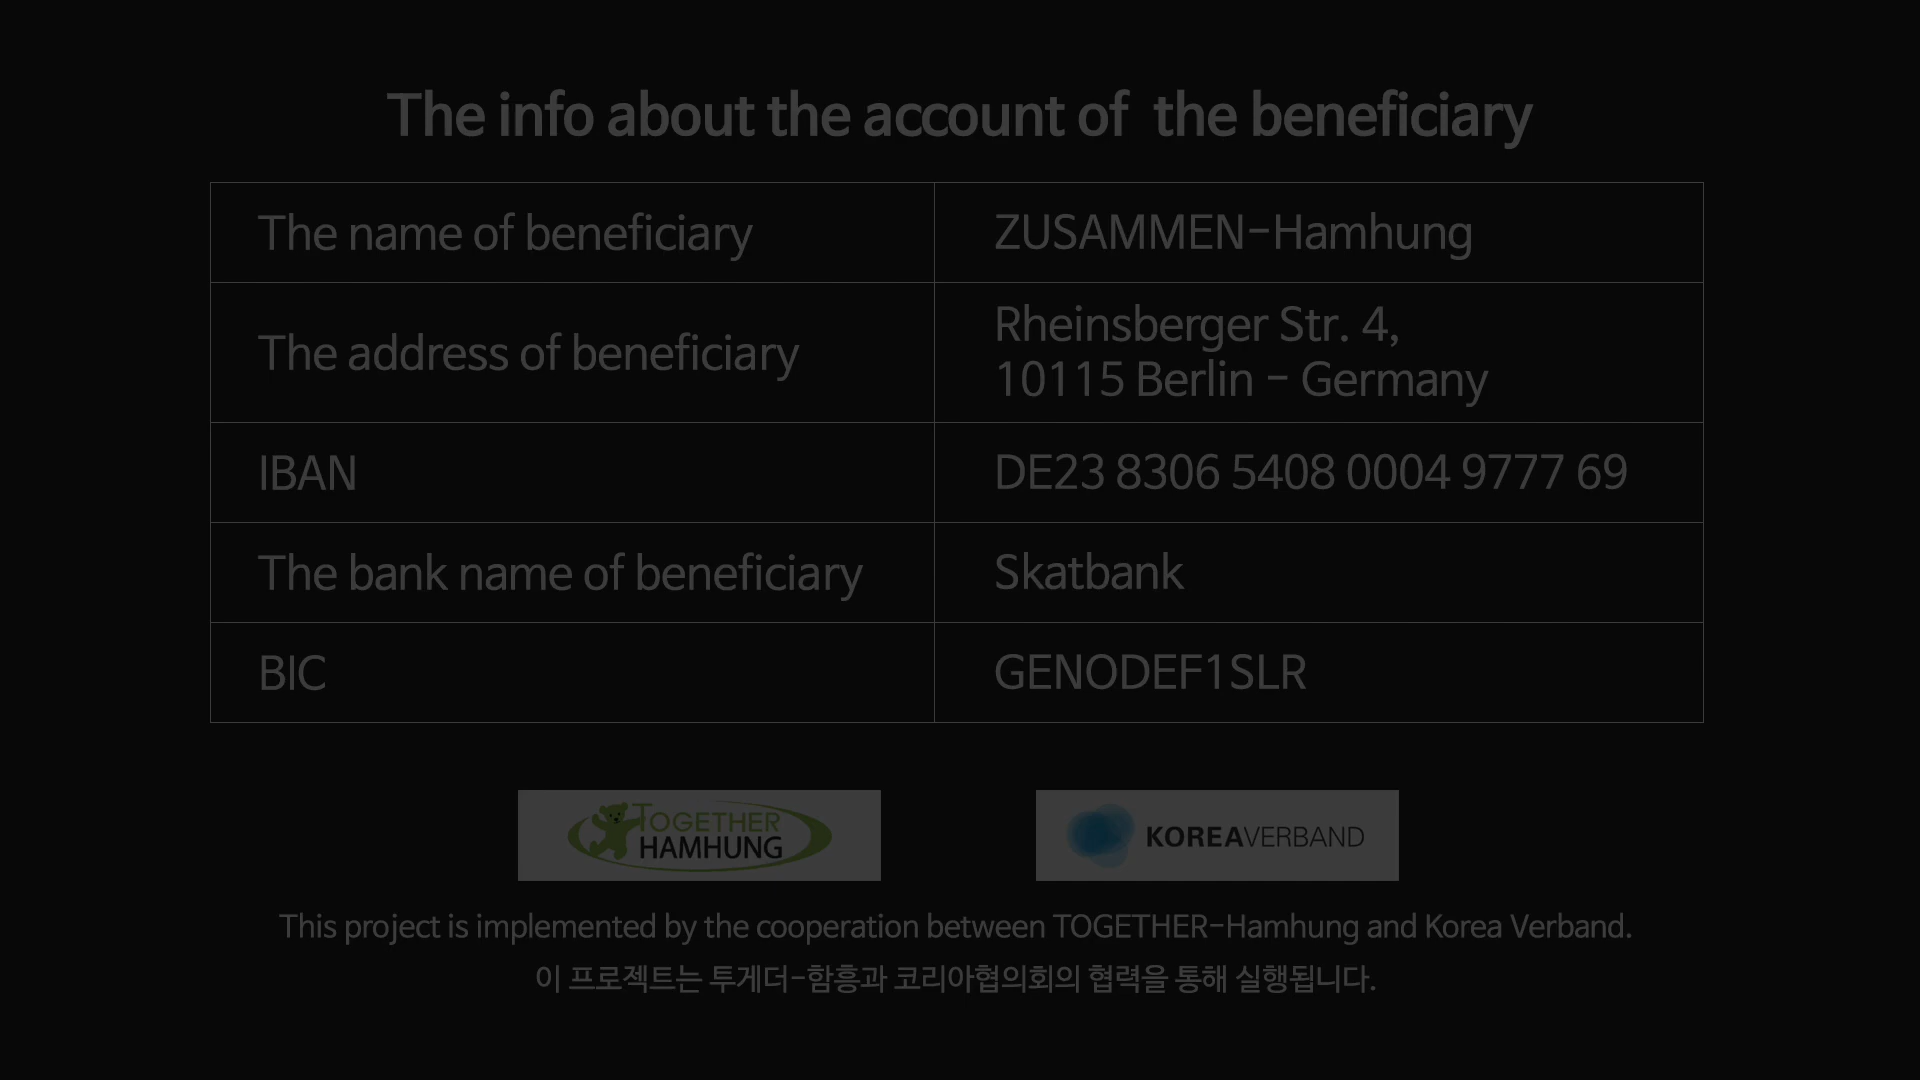 The info about the account of the beneficiary
The name of beneficiary
ZUSAMMEN-Hamhung
The address of beneficiary
Rheinsberger Str. 4,
10115 Berlin - Germany
IBAN
DE23 8306 5408 0004 9777 69
The bank name of beneficiary
Skatbank
BIC
GENODEF1SLR
TOGETHER
HAMHUNG
KOREAVERBAND
This project is implemented by the cooperation between TOGETHER-Hamhung and Korea Verband.
이 프로젝트는 투게더-함흥과 코리아협의회의 협력을 통해 실행됩니다.